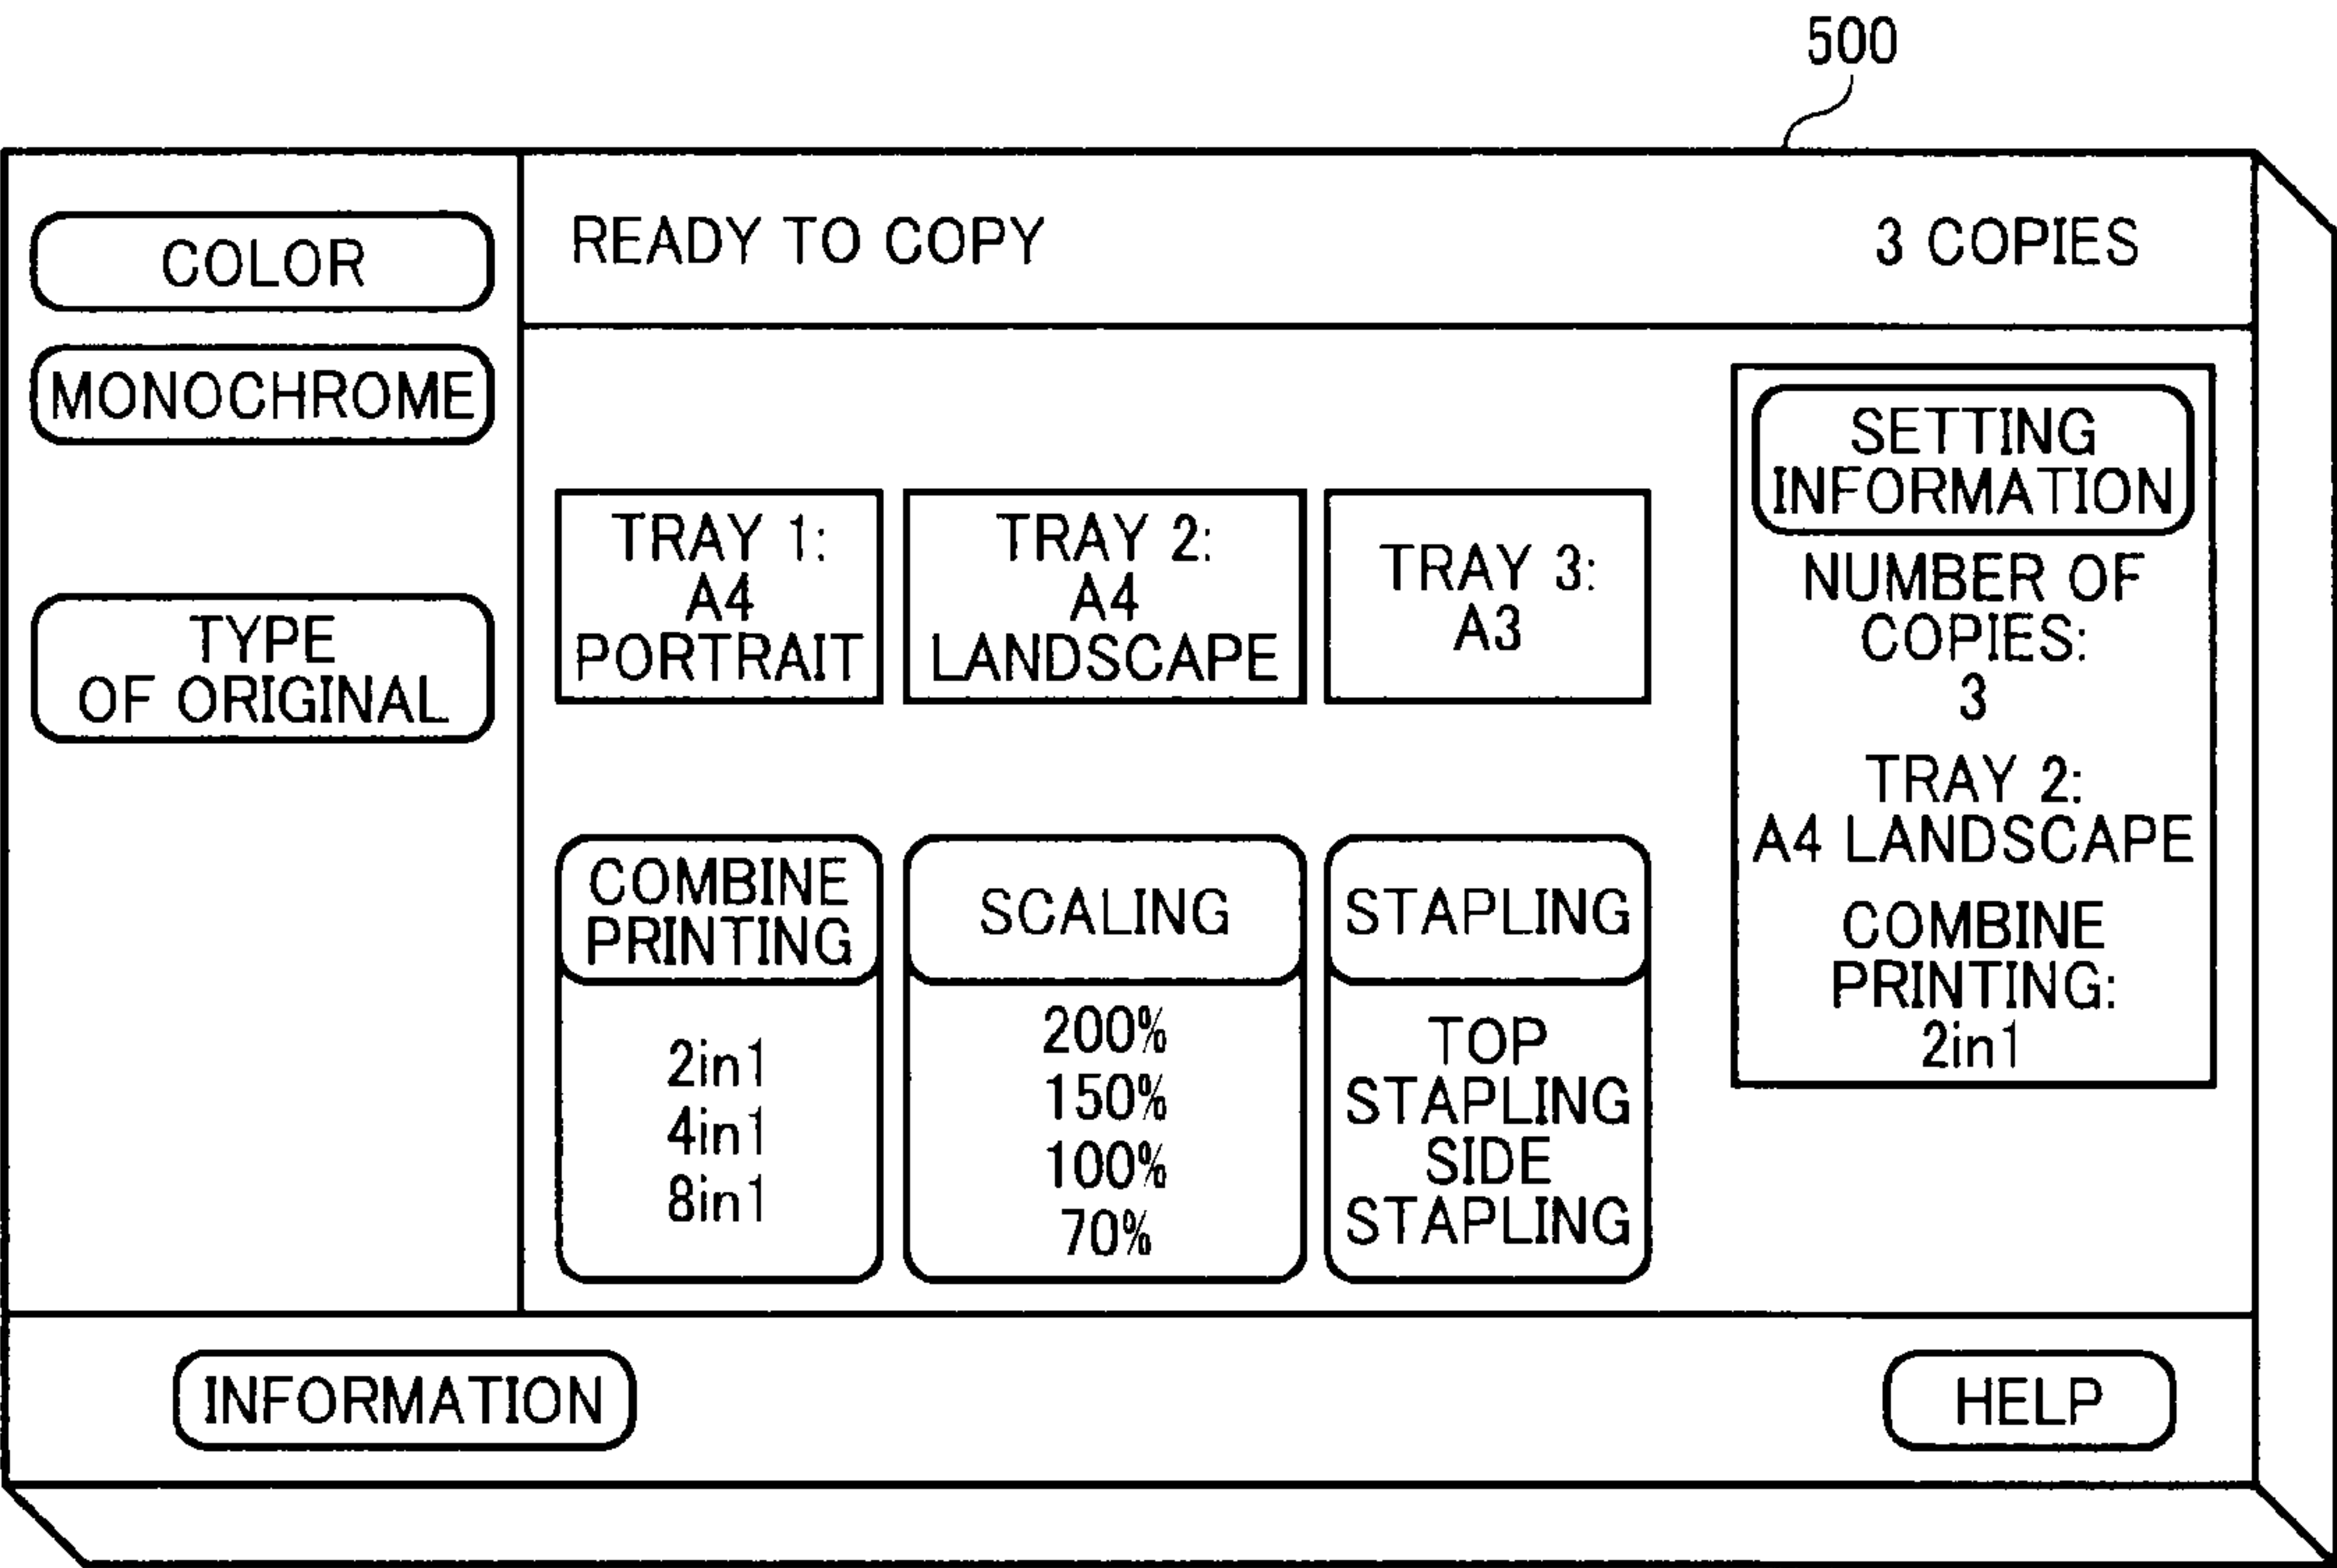 500
COLOR
MONOCHROME
TYPE
OF ORIGINAL
READY TO COPY
3 COPIES
TRAY 1:
A4
PORTRAIT
TRAY 2:
A4
LANDSCAPE
TRAY 3:
A3
COMBINE
PRINTING
2in1
4in1
8in1
SCALING
200%
150%
100%
70%
STAPLING
TOP
STAPLING
SIDE
STAPLING
SETTING
INFORMATION
NUMBER OF
COPIES:
3
TRAY 2:
A4 LANDSCAPE
COMBINE
PRINTING:
2in1
INFORMATION
HELP